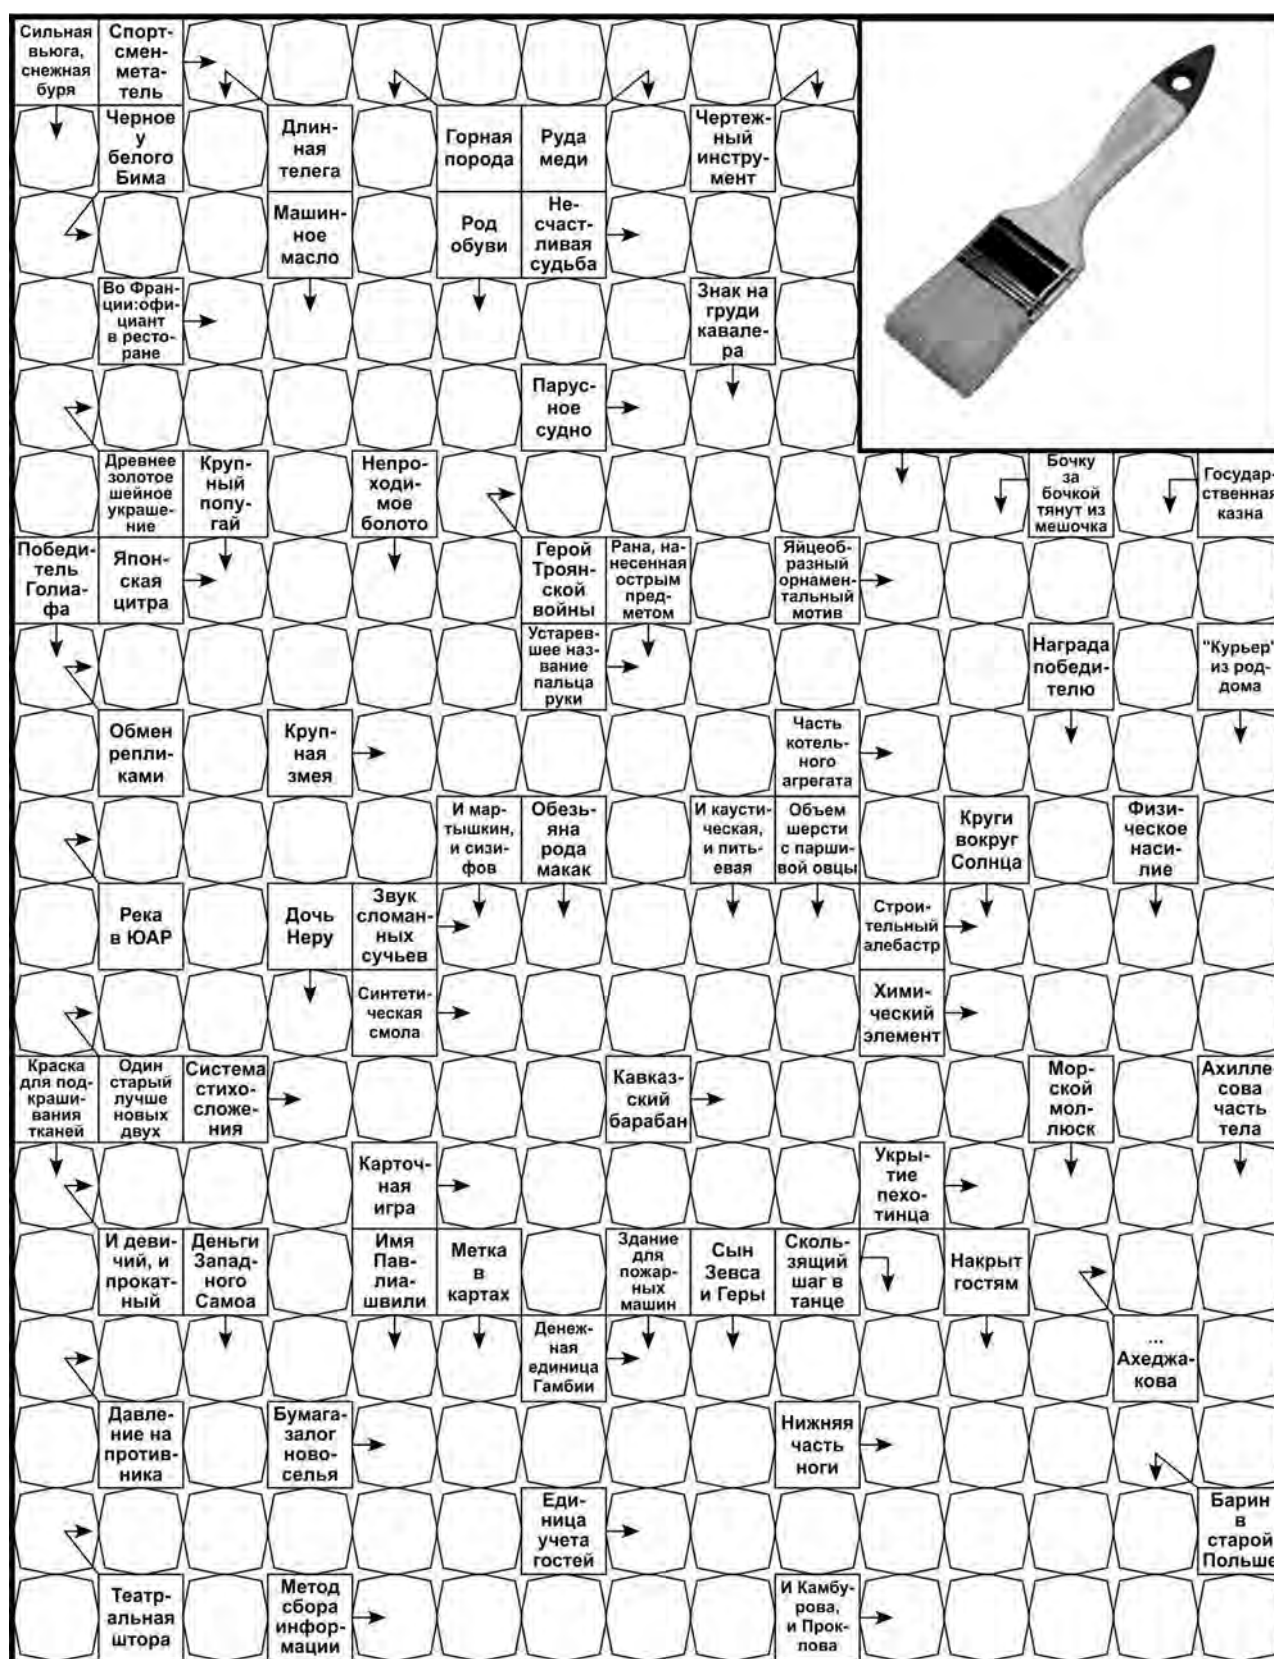 Сильная
вьюга,
снежная
буря
Спорт-
смен-
мета-
тель
Черное
у
белого
Бима
Длин-
ная
телега
Горная
порода
Руда
меди
Чертеж-
ный
инстру-
мент
Машин-
ное
масло
Род
обуви
Не-
счаст-
ливая
судьба
Во Фран-
ции:офи-
циант
в ресто-
ране
Знак на
груди
кавале-
ра
Парус-
ное
судно
Древнее
золотое
шейное
украше-
ние
Круп-
ный
попу-
гай
Непро-
ходи-
мое
болото
Бочку
за
бочкой
тянут из
мешочка
Государ-
ственная
казна
Победи-
тель
Голиа-
фа
Япон-
ская
цитра
Герой
Троян-
ской
войны
Рана, на-
несенная
острым
пред-
метом
Яйцеоб-
разный
орнамен-
тальный
мотив
Устарев-
шее наз-
вание
пальца
руки
Награда
победи-
телю
"Курьер"
из род-
дома
Обмен
репли-
ками
Круп-
ная
змея
Часть
котель-
ного
агрегата
И мар-
тышкин,
и сизи-
фов
Обезь-
яна
рода
макак
И каусти-
ческая,
и пить-
евая
Объем
шерсти
с парши-
вой овцы
Круги
вокруг
Солнца
Физи-
ческое
наси-
лие
Река
в ЮАР
Дочь
Неру
Звук
сломан-
ных
сучьев
Строи-
тельный
алебастр
Синтети-
ческая
смола
Хими-
ческий
элемент
Краска
для под-
краши-
вания
тканей
Один
старый
лучше
новых
двух
Система
стихо-
сложе-
ния
Кавказ-
ский
барабан
Мор-
ской
мол-
люск
Ахилле-
сова
часть
тела
Карточ-
ная
игра
Укры-
тие
пехо-
тинца
И деви-
чий, и
прокат-
ный
Деньги
Запад-
ного
Самоа
Имя
Пав-
лиа-
швили
Метка
в
картах
Здание
для
пожар-
ных
машин
Сын
Зевса
и Геры
Сколь-
зящий
шаг в
танце
Накрыт
гостям
Денеж-
ная
единица
Гамбии
...
Ахеджа-
кова
Давле-
ние на
против-
ника
Бумага-
залог
ново-
селья
Нижняя
часть
ноги
Еди-
ница
учета
гостей
Барин
в
старой
Польше
Театр-
альная
штора
Метод
сбора
инфор-
мации
И Камбу-
рова,
и Прок-
лова